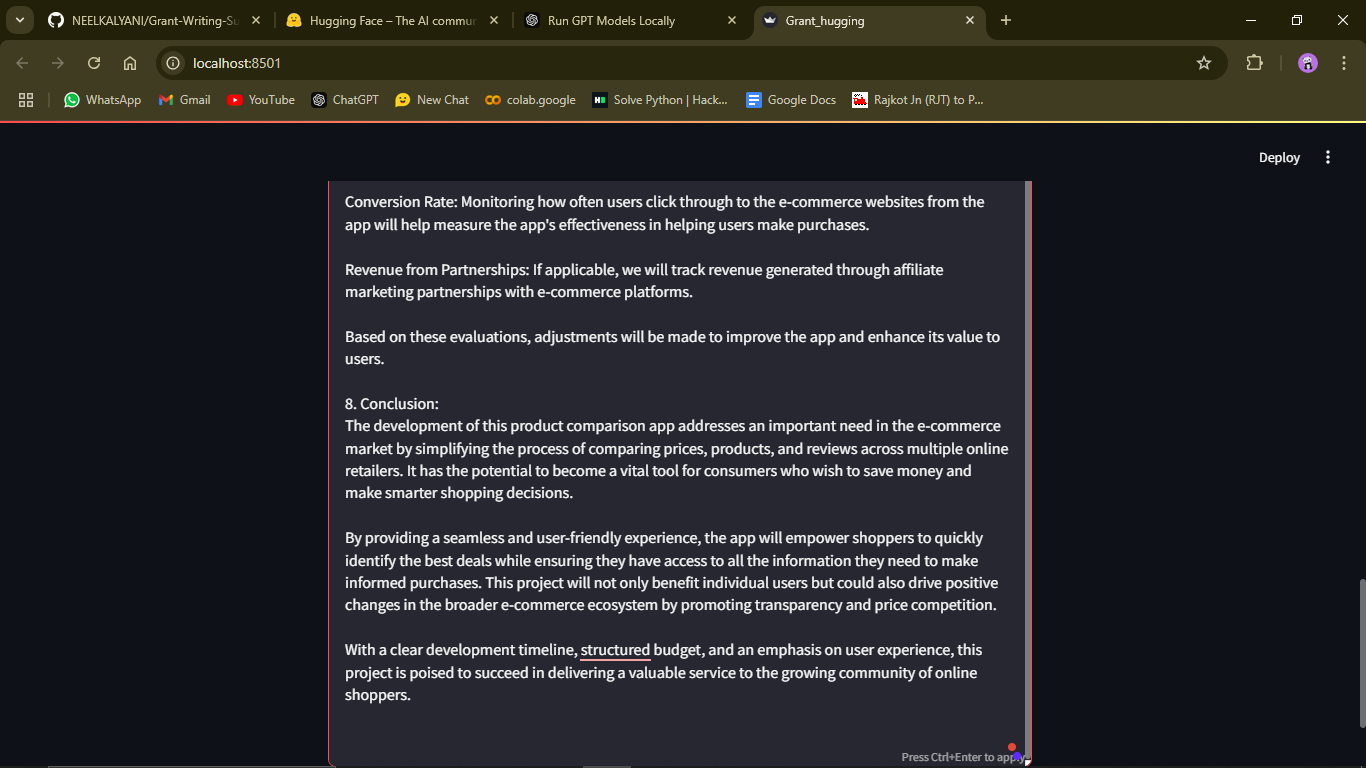 NEELKALYANI/Grant-Writing-Su
Hugging Face – The AI commun
Run GPT Models Locally
Grant_hugging
localhost:8501
WhatsApp
Gmail
YouTube
ChatGPT
New Chat
colab.google
Solve Python | Hack...
Google Docs
Rajkot Jn (RJT) to P...
Deploy
Conversion Rate: Monitoring how often users click through to the e-commerce websites from the
app will help measure the app's effectiveness in helping users make purchases.
Revenue from Partnerships: If applicable, we will track revenue generated through affiliate
marketing partnerships with e-commerce platforms.
Based on these evaluations, adjustments will be made to improve the app and enhance its value to
users.
8. Conclusion:
The development of this product comparison app addresses an important need in the e-commerce
market by simplifying the process of comparing prices, products, and reviews across multiple online
retailers. It has the potential to become a vital tool for consumers who wish to save money and
make smarter shopping decisions.
By providing a seamless and user-friendly experience, the app will empower shoppers to quickly
identify the best deals while ensuring they have access to all the information they need to make
informed purchases. This project will not only benefit individual users but could also drive positive
changes in the broader e-commerce ecosystem by promoting transparency and price competition.
With a clear development timeline, structured budget, and an emphasis on user experience, this
project is poised to succeed in delivering a valuable service to the growing community of online
shoppers.
Press Ctrl+Enter to apply